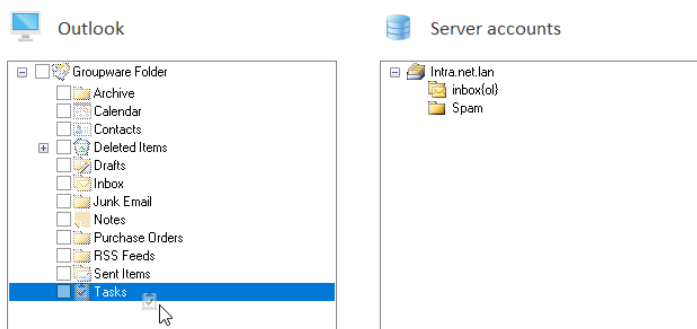 Outlook
Groupware Folder
Archive
Calendar
Contacts
Deleted Items
Drafts
Inbox
Junk Email
Notes
Purchase Orders
RSS Feeds
Sent Items
Tasks
Server accounts
Intra.net.lan
inbox{ol}
Spam